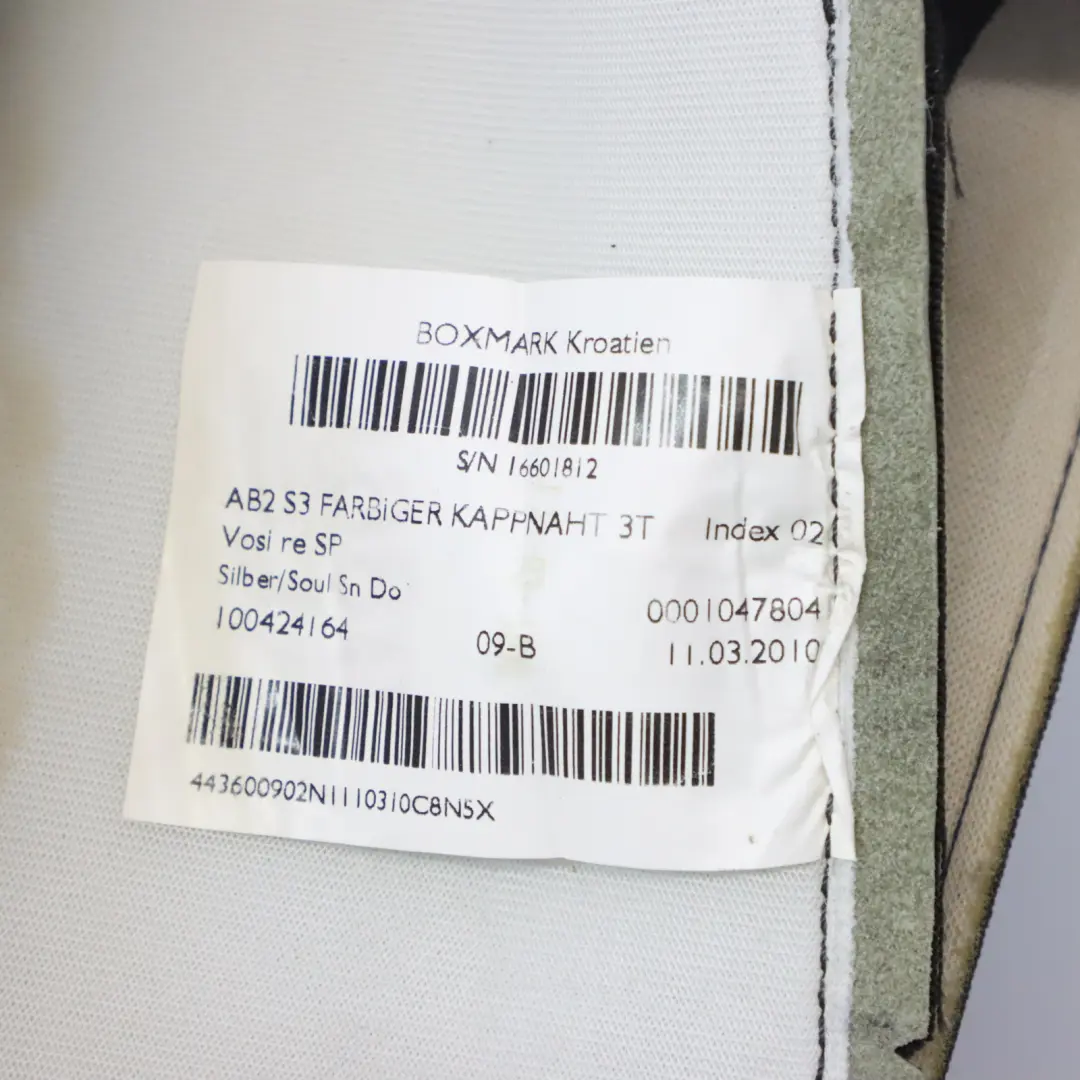 BOXMARK Kroatien
S/N 16601812
AB2 S3 FARBiGER KAPPNAHT 3T Index 02
Vosi re SP
Silber/Soul Sn Do
100424164 09-B 0001047804
11.03.2010
443600902N1110310C8N5X